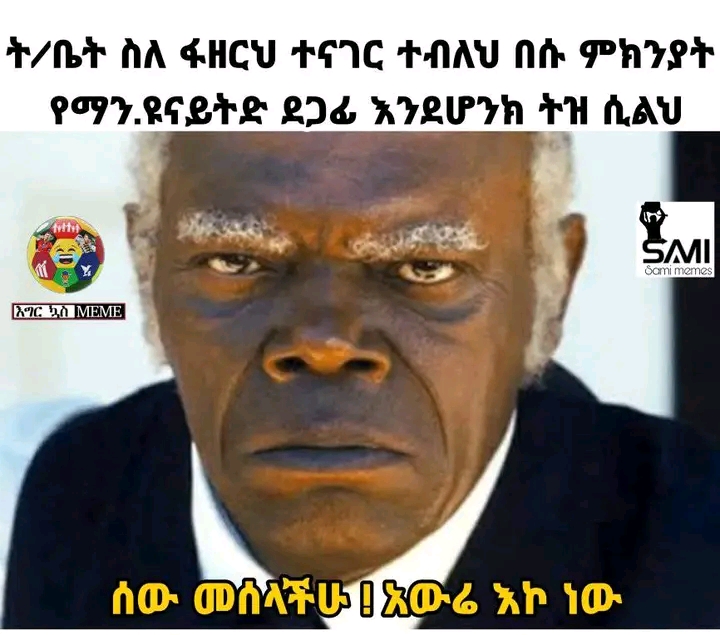 ት/ቤት ስለ ፋዘርህ ተናገር ተብለህ በሱ ምክንያት
የማን.ዩናይትድ ደጋፊ እንደሆንክ ትዝ ሲልህ
SAMI
Sami memes
እግር ኳስ MEME
ሰው መሰላችሁ ! አውሬ እኮ ነው